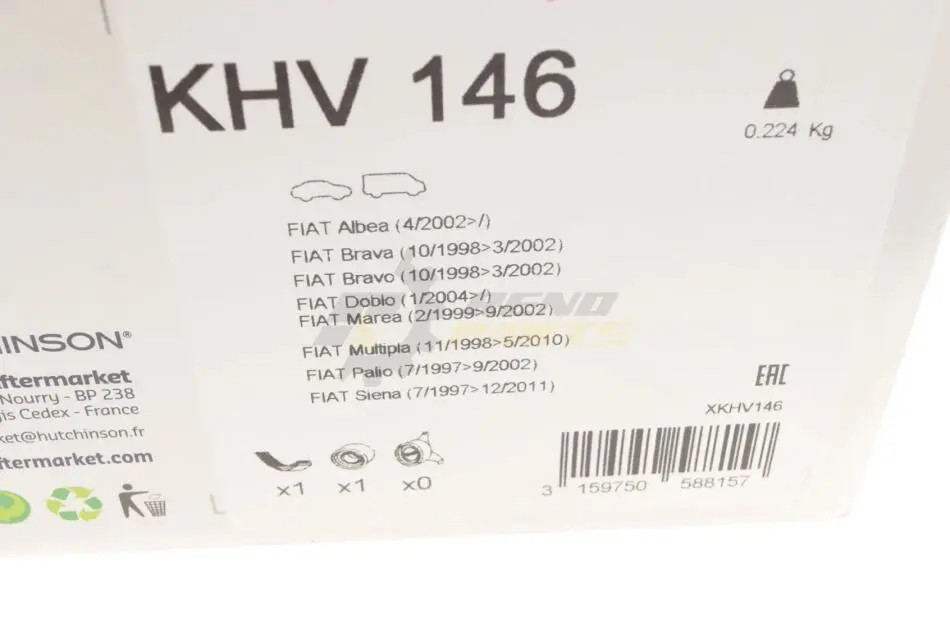 KHV 146
0.224 Kg
FIAT Albea (4/2002>/)
FIAT Brava (10/1998>3/2002)
FIAT Bravo (10/1998>3/2002)
FIAT Doblo (1/2004>/)
FIAT Marea (2/1999>9/2002)
FIAT Multipla (11/1998>5/2010)
FIAT Palio (7/1997>9/2002)
FIAT Siena (7/1997>12/2011)
PARTS
x1 x1 x0
EAC
XKHV146
3 159750 588157
HINSON®
ftermarket
Nourry - BP 238
gis Cedex - France
ket@hutchinson.fr
ftermarket.com